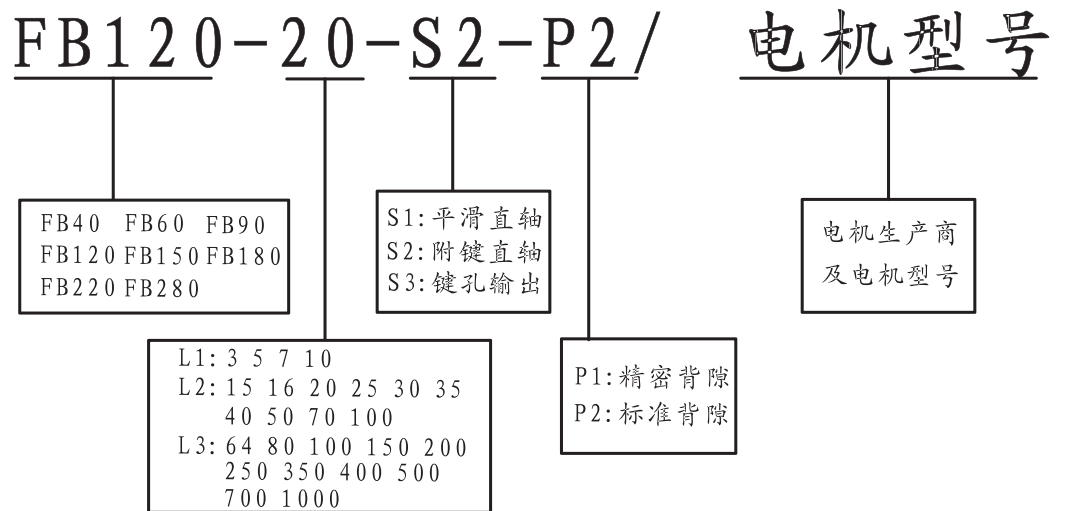 FB120-20-S2-P2/ 电机型号
FB40 FB60 FB90
FB120 FB150 FB180
FB220 FB280
S1:平滑直轴
S2:附键直轴
S3:键孔输出
电机生产商
及电机型号
L1: 3 5 7 10
L2: 15 16 20 25 30 35
40 50 70 100
L3: 64 80 100 150 200
250 350 400 500
700 1000
P1:精密背隙
P2:标准背隙